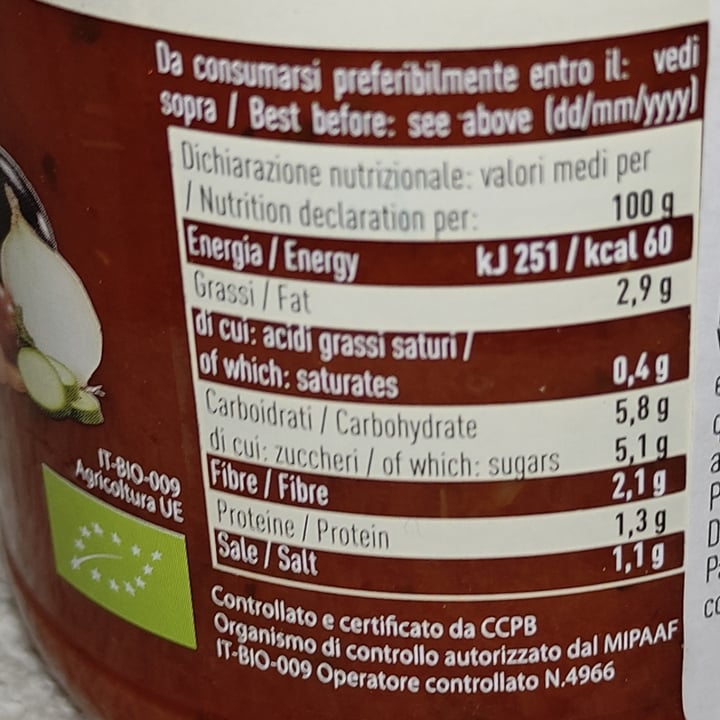 Da consumarsi preferibilmente entro il: vedi
sopra / Best before: see above (dd/mm/yyyy)
Dichiarazione nutrizionale: valori medi per
/ Nutrition declaration per: 100 g
Energia / Energy kJ 251 / kcal 60
Grassi / Fat 2,9 g
di cui: acidi grassi saturi /
of which: saturates 0,4 g
Carboidrati / Carbohydrate 5,8 g
di cui: zuccheri / of which: sugars 5,1 g
Fibre / Fibre 2,1 g
Proteine / Protein 1,3 g
Sale / Salt 1,1 g
IT-BIO-009
Agricoltura UE
Controllato e certificato da CCPB
Organismo di controllo autorizzato dal MIPAAF
IT-BIO-009 Operatore controllato N.4966